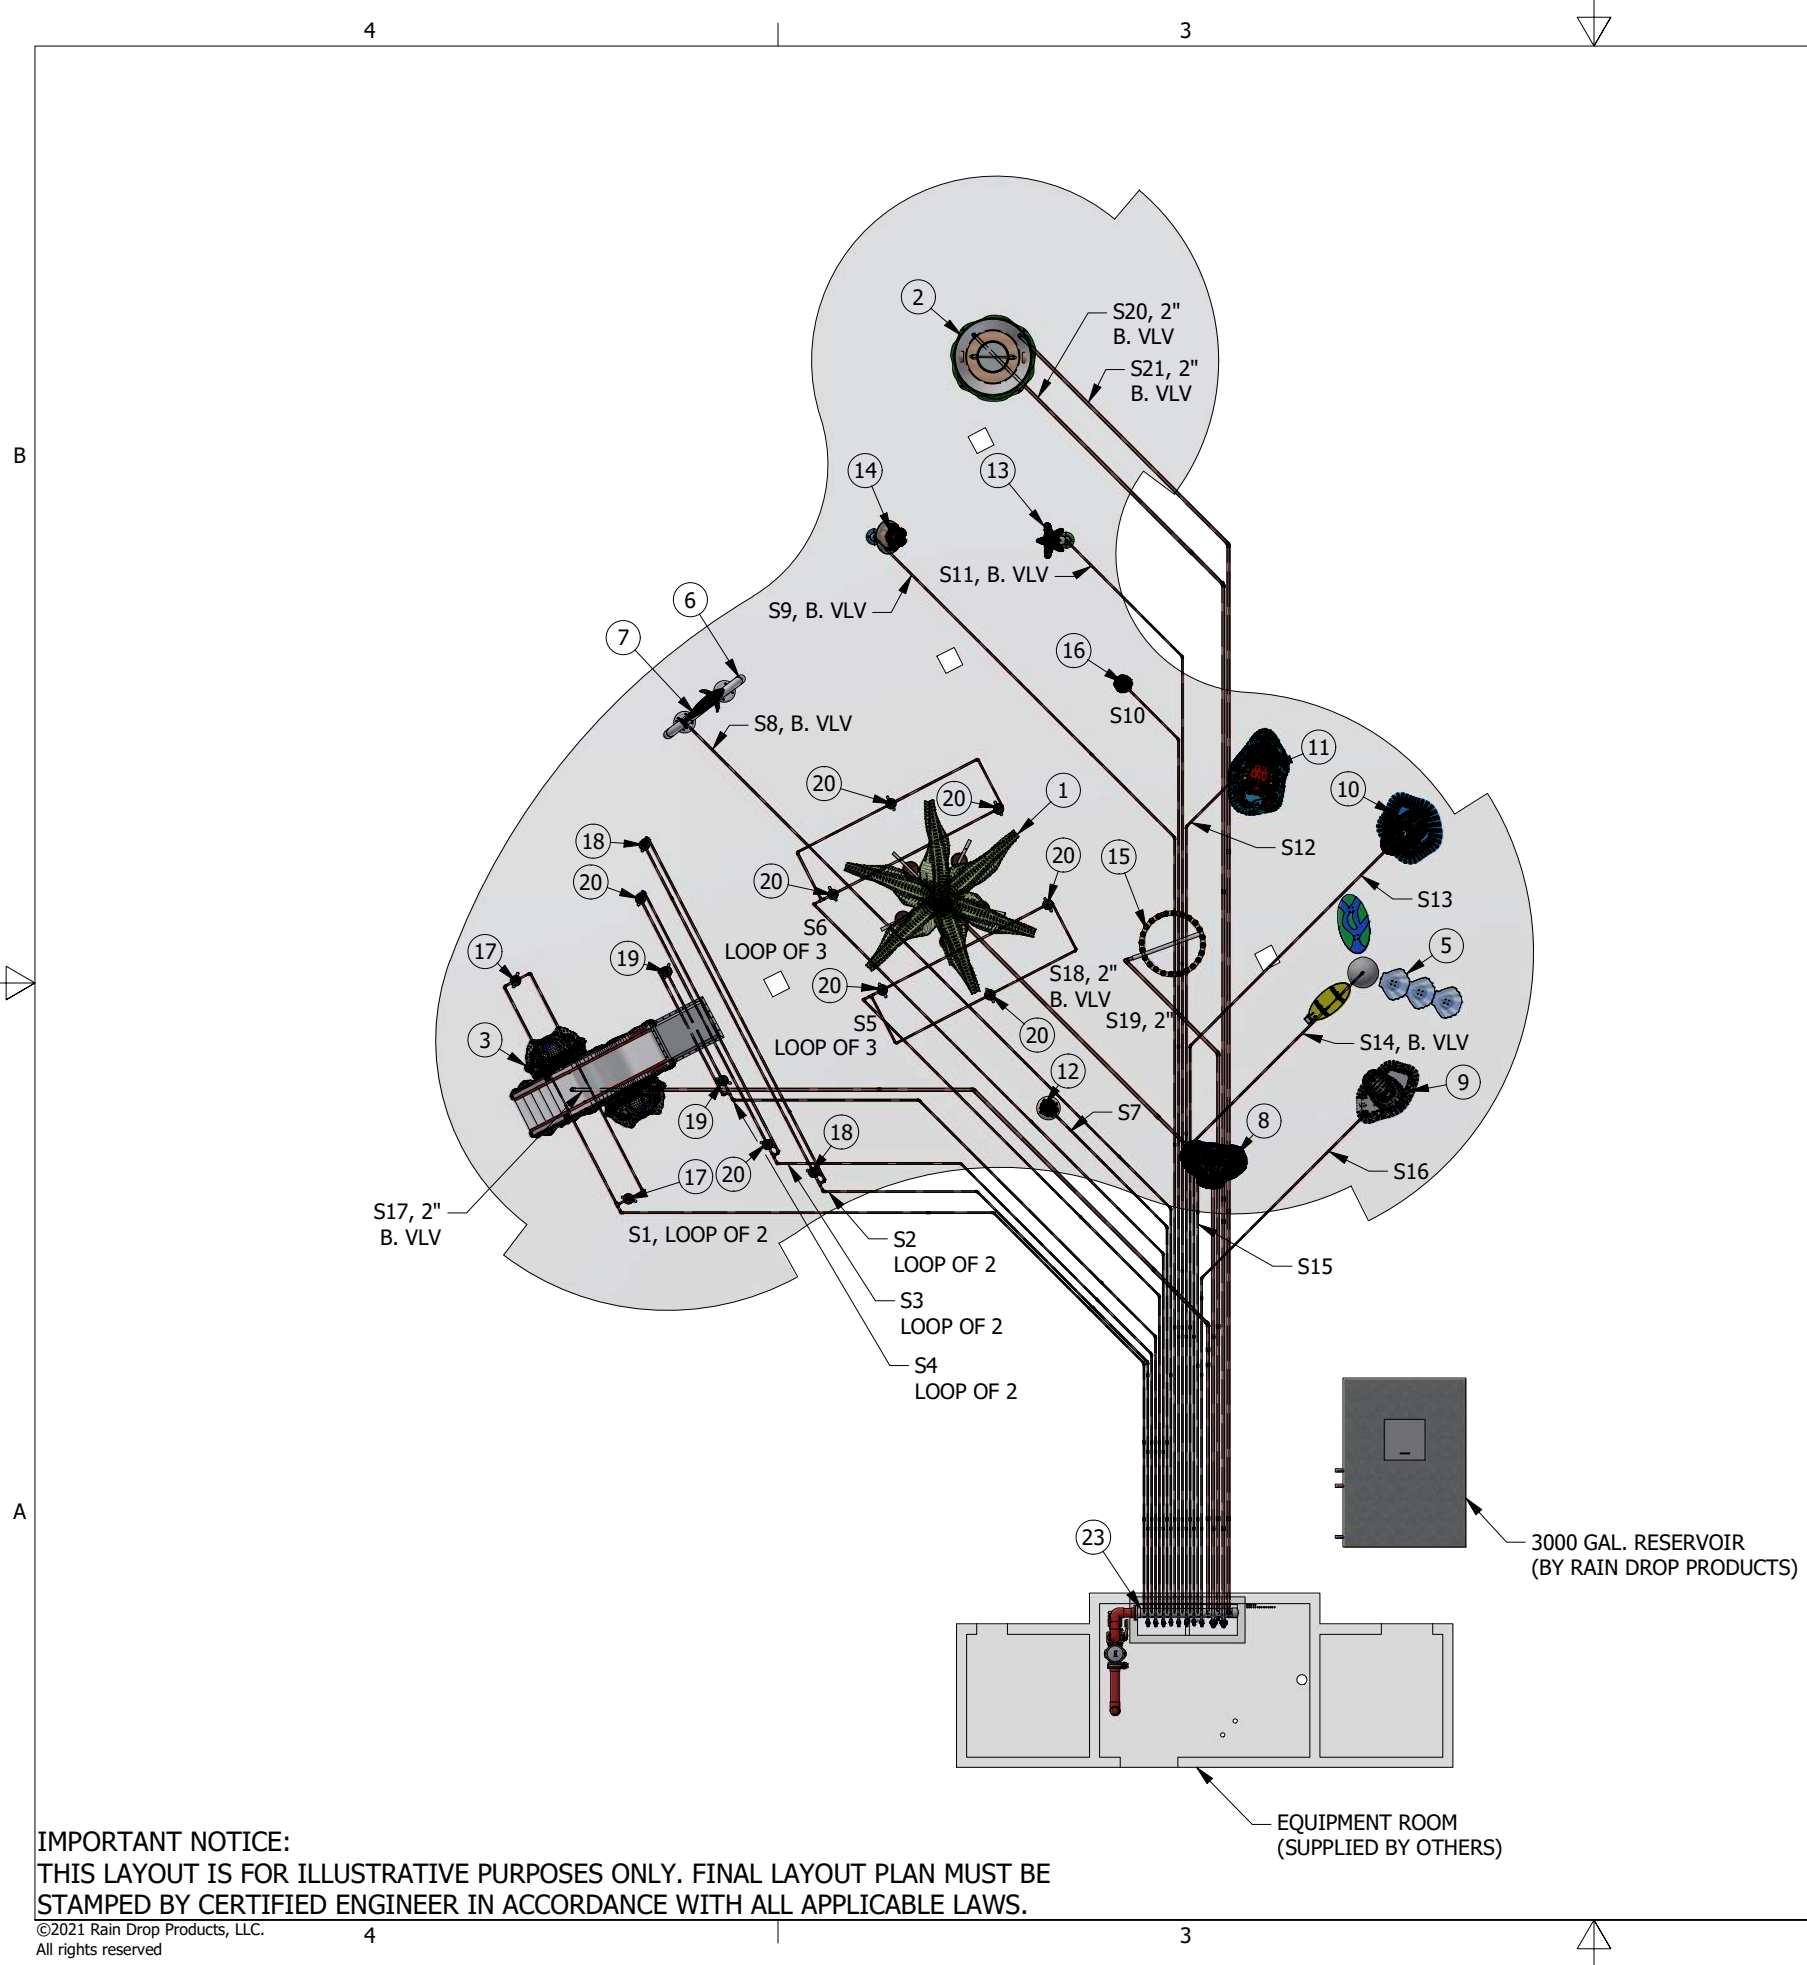 4
3
2
S20, 2"
B. VLV
S21, 2"
B. VLV
B
14
13
S11, B. VLV
S9, B. VLV
6
7
16
S10
S8, B. VLV
11
20
20
1
10
18
20
15
S12
20
20
S13
S6
LOOP OF 3
5
17
19
20
S18, 2"
B. VLV
S19, 2"
S5
LOOP OF 3
20
3
S14, B. VLV
12
9
S7
19
18
8
17
20
S16
S17, 2"
B. VLV
S1, LOOP OF 2
S2
LOOP OF 2
S15
S3
LOOP OF 2
S4
LOOP OF 2
A
23
3000 GAL. RESERVOIR
(BY RAIN DROP PRODUCTS)
EQUIPMENT ROOM
(SUPPLIED BY OTHERS)
IMPORTANT NOTICE:
THIS LAYOUT IS FOR ILLUSTRATIVE PURPOSES ONLY. FINAL LAYOUT PLAN MUST BE
STAMPED BY CERTIFIED ENGINEER IN ACCORDANCE WITH ALL APPLICABLE LAWS.
©2021 Rain Drop Products, LLC.
All rights reserved
4
3